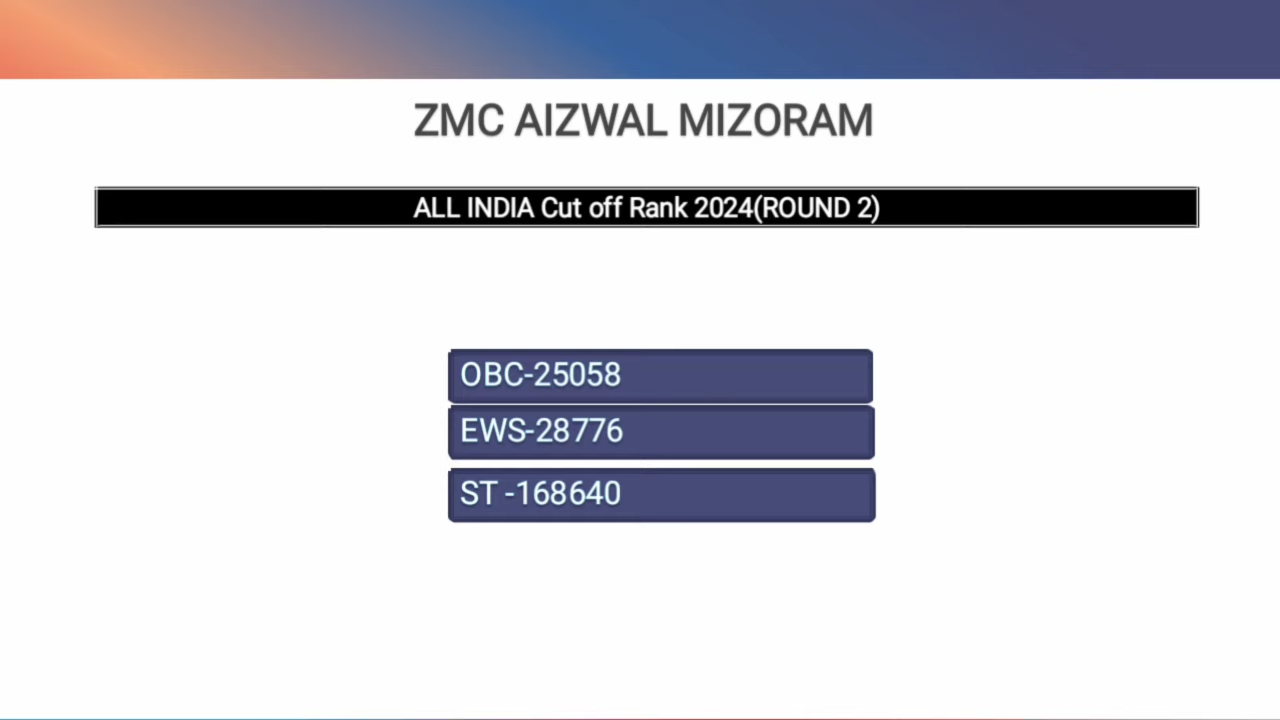 ZMC AIZWAL MIZORAM
ALL INDIA Cut off Rank 2024(ROUND 2)
OBC-25058
EWS-28776
ST -168640